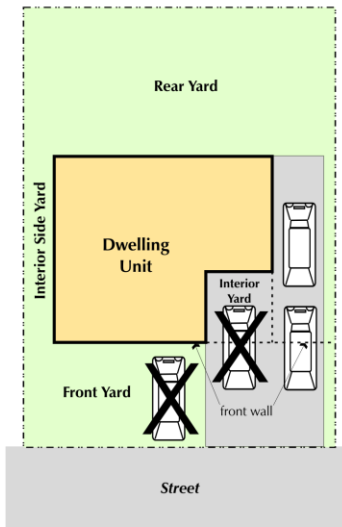 Rear Yard
Interior Side Yard
Dwelling
Unit
Interior
Yard
Front Yard
front wall
Street